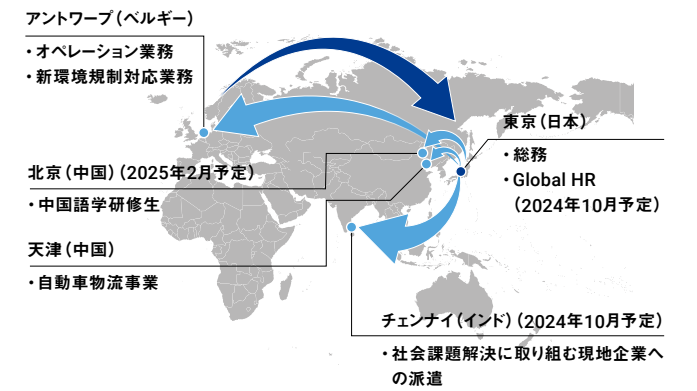 アントワープ（ベルギー）
・オペレーション業務
・新環境規制対応業務
東京（日本）
・総務
・Global HR
（2024年10月予定）
北京（中国）（2025年2月予定）
・中国語学研修生
天津（中国）
・自動車物流事業
チェンナイ（インド）（2024年10月予定）
・社会課題解決に取り組む現地企業へ
の派遣